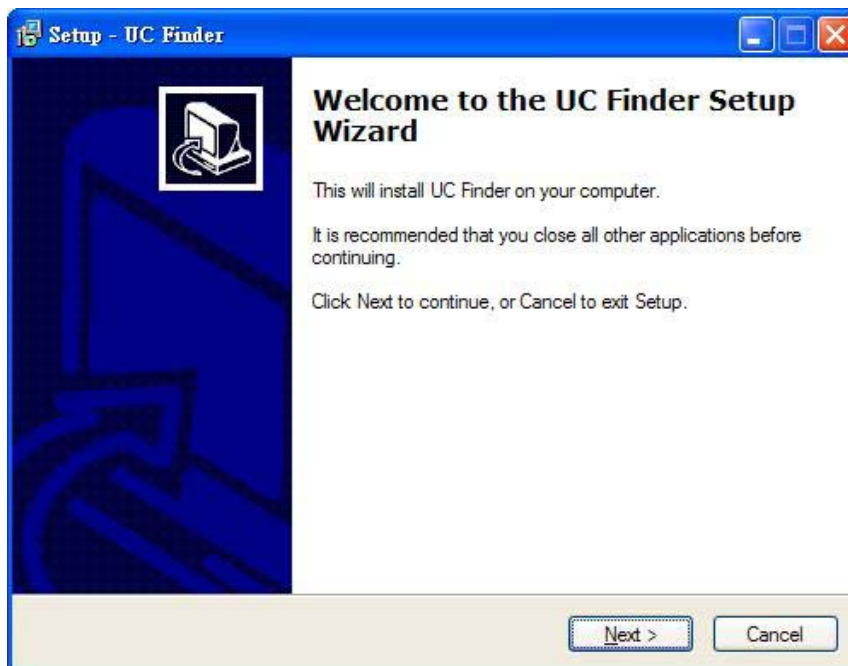 Setup - UC Finder
Welcome to the UC Finder Setup
Wizard
This will install UC Finder on your computer.
It is recommended that you close all other applications before
continuing.
Click Next to continue, or Cancel to exit Setup.
Next >
Cancel